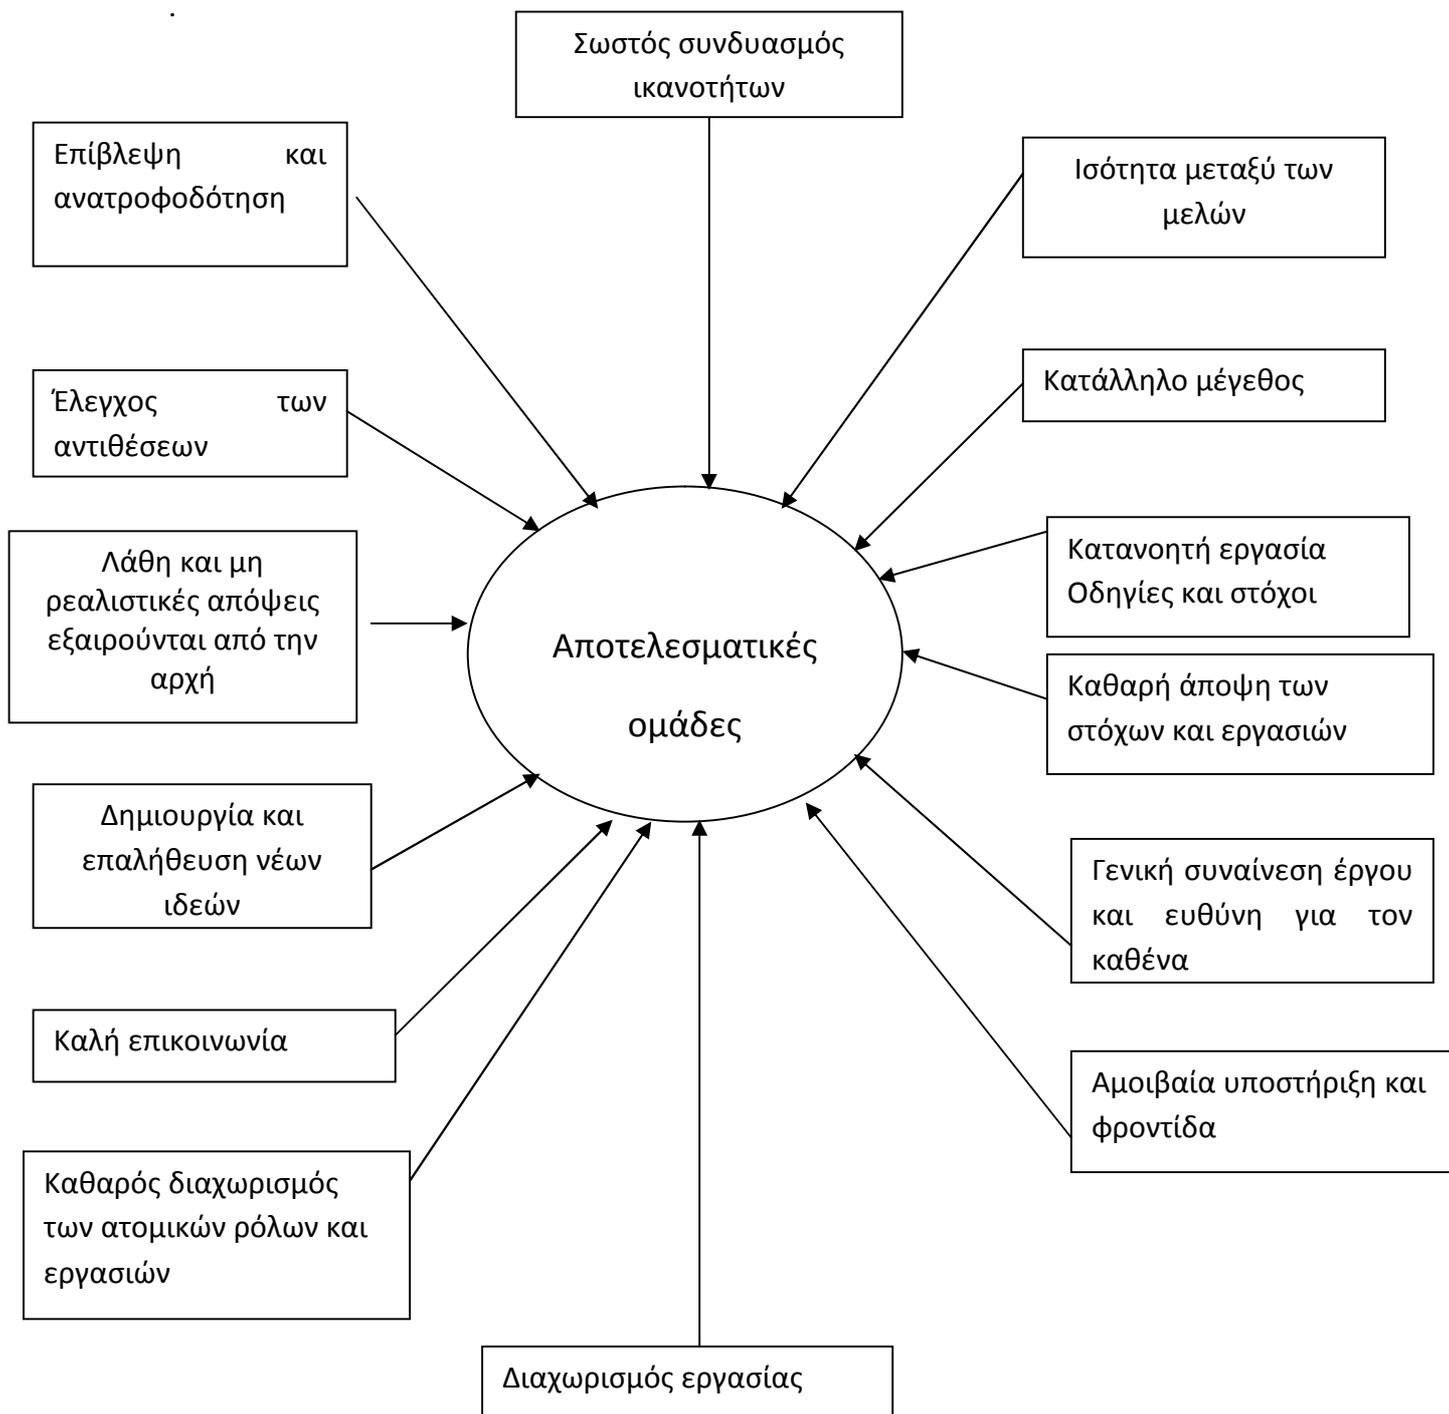 Σωστός συνδυασμός
ικανοτήτων
Επίβλεψη και
ανατροφοδότηση
Ισότητα μεταξύ των
μελών
Κατάλληλο μέγεθος
Έλεγχος των
αντιθέσεων
Κατανοητή εργασία
Οδηγίες και στόχοι
Λάθη και μη
ρεαλιστικές απόψεις
εξαιρούνται από την
αρχή
Αποτελεσματικές
ομάδες
Καθαρή άποψη των
στόχων και εργασιών
Δημιουργία και
επαλήθευση νέων
ιδεών
Γενική συναίνεση έργου
και ευθύνη για τον
καθένα
Καλή επικοινωνία
Αμοιβαία υποστήριξη και
φροντίδα
Καθαρός διαχωρισμός
των ατομικών ρόλων και
εργασιών
Διαχωρισμός εργασίας